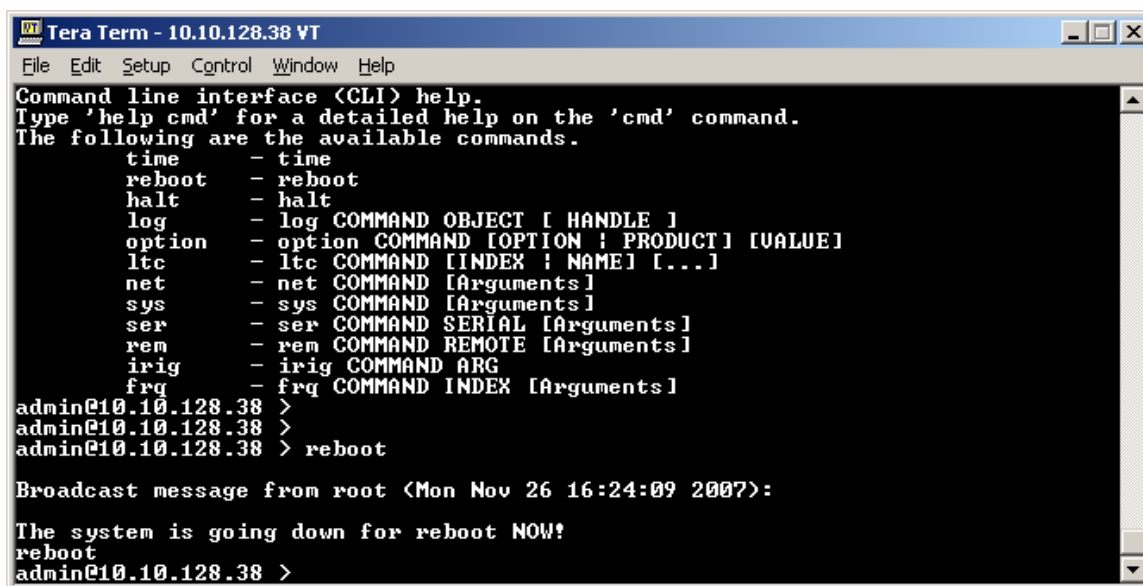 Tera Term - 10.10.128.38 VT
File Edit Setup Control Window Help
Command line interface (CLI) help.
Type 'help cmd' for a detailed help on the 'cmd' command.
The following are the available commands.
time - time
reboot - reboot
halt - halt
log - log COMMAND OBJECT [ HANDLE ]
option - option COMMAND [OPTION ¦ PRODUCT] [VALUE]
ltc - ltc COMMAND [INDEX ¦ NAME] [...]
net - net COMMAND [Arguments]
sys - sys COMMAND [Arguments]
ser - ser COMMAND SERIAL [Arguments]
rem - rem COMMAND REMOTE [Arguments]
irig - irig COMMAND ARG
frq - frq COMMAND INDEX [Arguments]
admin@10.10.128.38 >
admin@10.10.128.38 >
admin@10.10.128.38 > reboot
Broadcast message from root (Mon Nov 26 16:24:09 2007):
The system is going down for reboot NOW!
reboot
admin@10.10.128.38 >